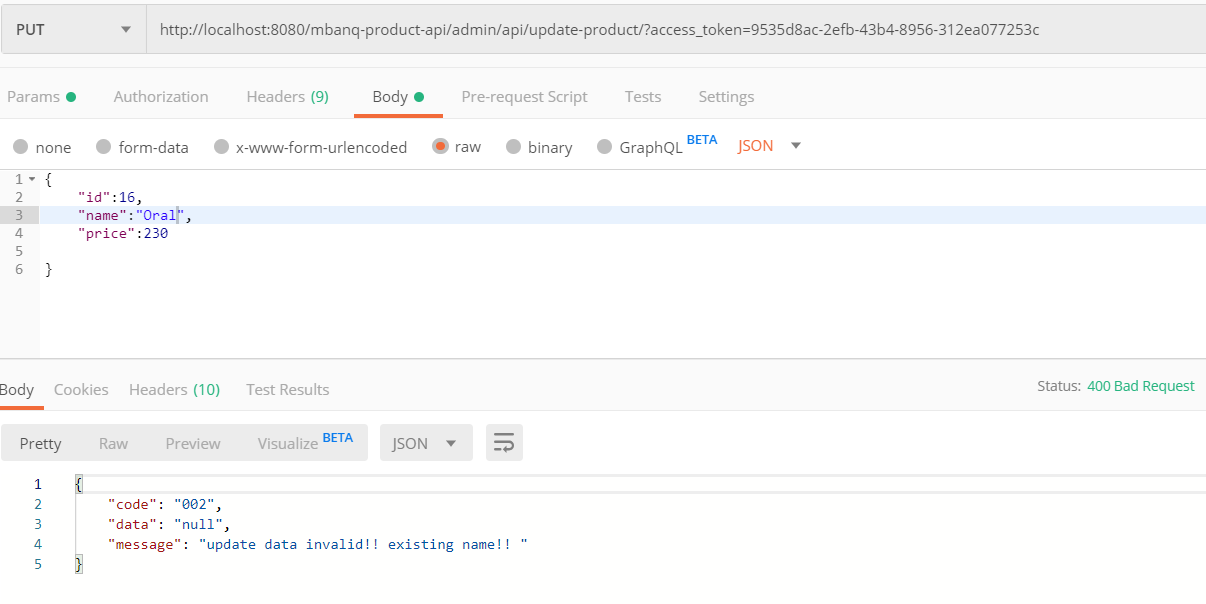 PUT http://localhost:8080/mbanq-product-api/admin/api/update-product/?access_token=9535d8ac-2efb-43b4-8956-312ea077253c
Params Authorization Headers (9) Body Pre-request Script Tests Settings
none form-data x-www-form-urlencoded raw binary GraphQL BETA JSON
1 {
2 "id":16,
3 "name":"Oral",
4 "price":230
5
6 }
Body Cookies Headers (10) Test Results Status: 400 Bad Request
Pretty Raw Preview Visualize BETA JSON
1 {
2 "code": "002",
3 "data": "null",
4 "message": "update data invalid!! existing name!! "
5 }